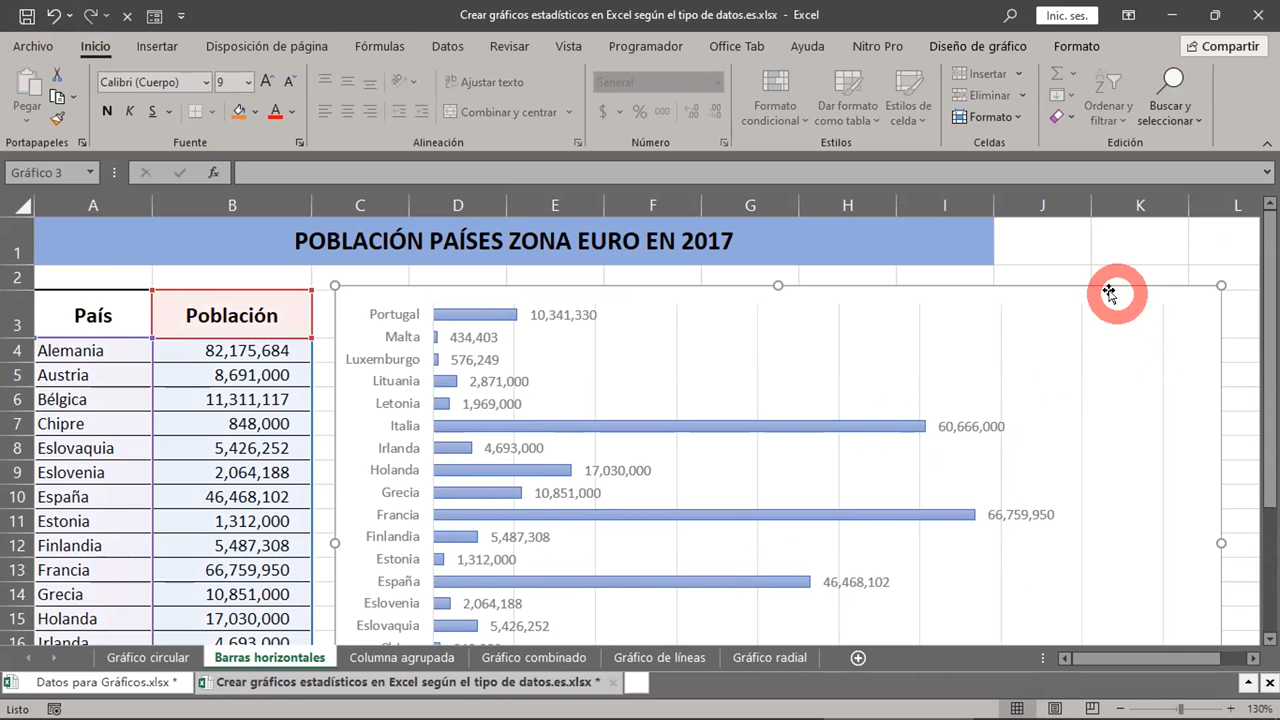 Crear gráficos estadísticos en Excel según el tipo de datos.es.xlsx - Excel
Inic. ses.
Archivo Inicio Insertar Disposición de página Fórmulas Datos Revisar Vista Programador Office Tab Ayuda Nitro Pro Diseño de gráfico Formato Compartir
Calibri (Cuerpo) 9 A A Ajustar texto General Insertar
Pegar N K S A Combinar y centrar $ % 000 Formato condicional Dar formato como tabla Estilos de celda Eliminar Formato Ordenar y filtrar Buscar y seleccionar
Portapapeles Fuente Alineación Número Estilos Celdas Edición
Gráfico 3 fx
A B C D E F G H I J K L
1 POBLACIÓN PAÍSES ZONA EURO EN 2017
2
3 País Población
4 Alemania 82,175,684
5 Austria 8,691,000
6 Bélgica 11,311,117
7 Chipre 848,000
8 Eslovaquia 5,426,252
9 Eslovenia 2,064,188
10 España 46,468,102
11 Estonia 1,312,000
12 Finlandia 5,487,308
13 Francia 66,759,950
14 Grecia 10,851,000
15 Holanda 17,030,000
16 Irlanda 4,693,000
Portugal 10,341,330
Malta 434,403
Luxemburgo 576,249
Lituania 2,871,000
Letonia 1,969,000
Italia 60,666,000
Irlanda 4,693,000
Holanda 17,030,000
Grecia 10,851,000
Francia 66,759,950
Finlandia 5,487,308
Estonia 1,312,000
España 46,468,102
Eslovenia 2,064,188
Eslovaquia 5,426,252
Gráfico circular Barras horizontales Columna agrupada Gráfico combinado Gráfico de líneas Gráfico radial
Datos para Gráficos.xlsx * Crear gráficos estadísticos en Excel según el tipo de datos.es.xlsx *
Listo 130%